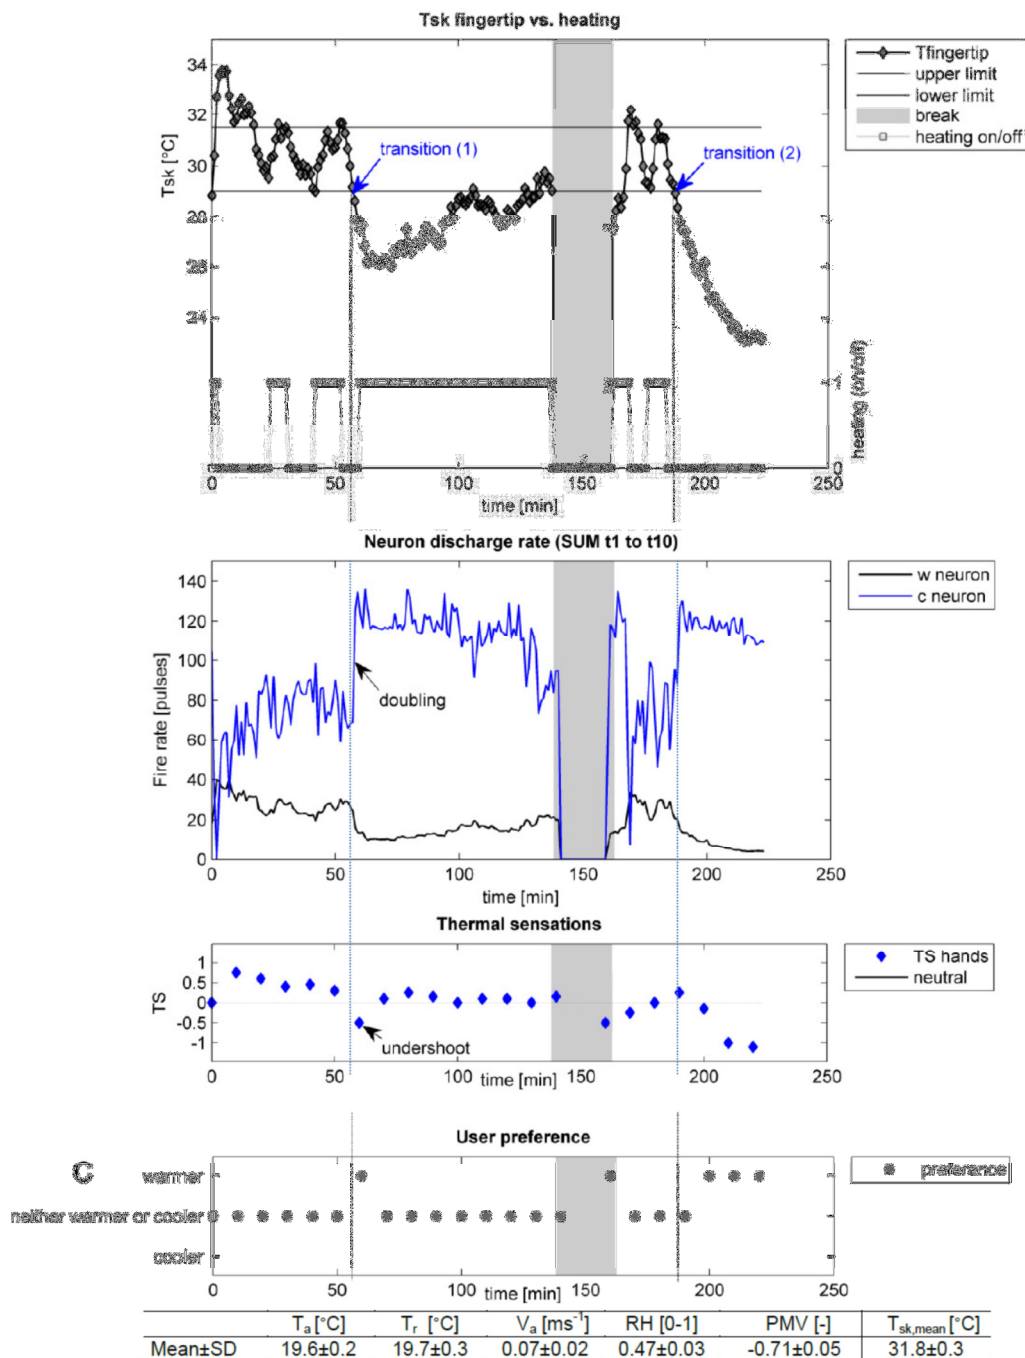 Tsk fingertip vs. heating
Tsk [°C]
34
32
30
28
26
24
transition (1)
transition (2)
Tfingertip
upper limit
lower limit
break
heating on/off
heating (on/off)
0
0 50 100 150 200 250
time [min]
Neuron discharge rate (SUM t1 to t10)
Fire rate [pulses]
140
120
100
80
60
40
20
0
doubling
w neuron
c neuron
0 50 100 150 200 250
time [min]
Thermal sensations
TS
1
0.5
0
-0.5
-1
undershoot
TS hands
neutral
0 50 100 150 200 250
time [min]
User preference
C
warmer
neither warmer or cooler
cooler
preference
0 50 100 150 200 250
time [min]
Ta [°C] Tr [°C] Va [ms-1] RH [0-1] PMV [-] Tsk,mean [°C]
Mean±SD 19.6±0.2 19.7±0.3 0.07±0.02 0.47±0.03 -0.71±0.05 31.8±0.3